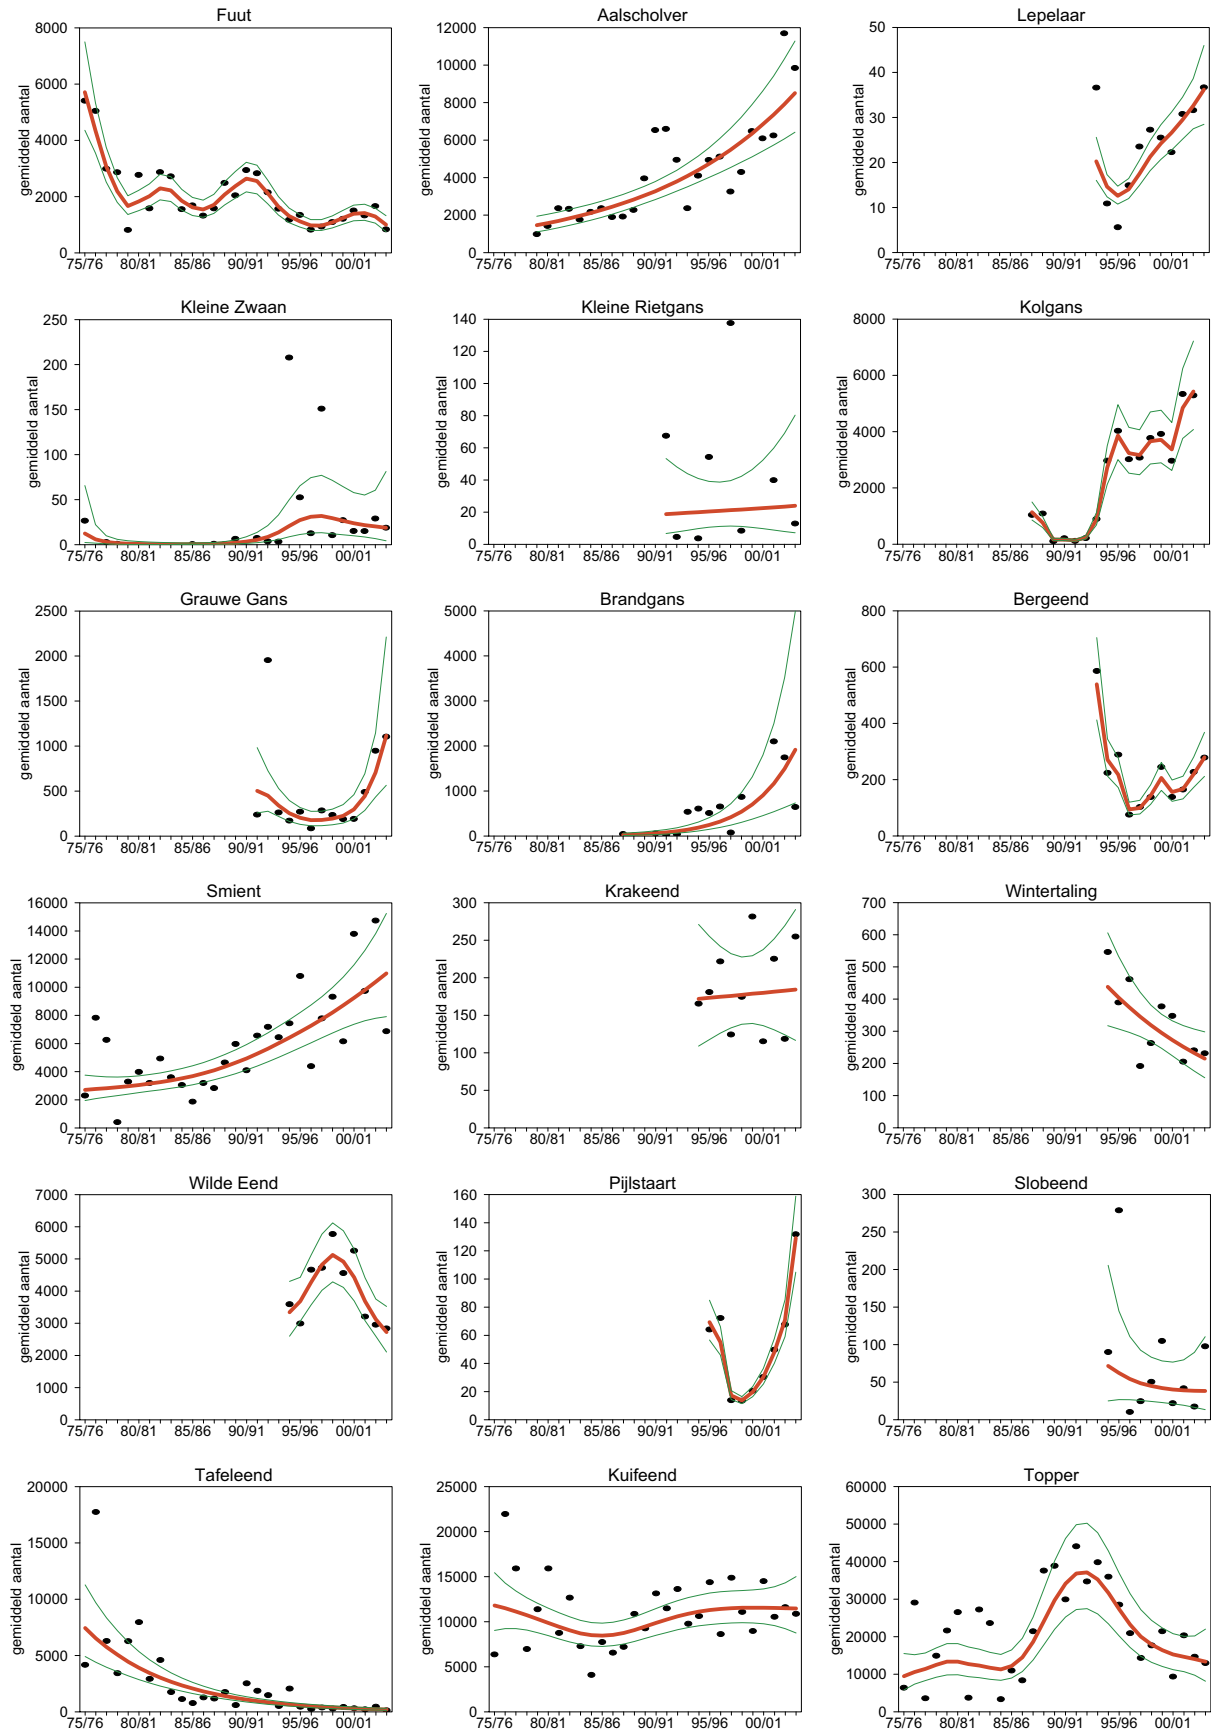 Fuut
gemiddeld aantal
8000
6000
4000
2000
0
75/76 80/81 85/86 90/91 95/96 00/01
Aalscholver
gemiddeld aantal
12000
10000
8000
6000
4000
2000
0
75/76 80/81 85/86 90/91 95/96 00/01
Lepelaar
gemiddeld aantal
50
40
30
20
10
0
75/76 80/81 85/86 90/91 95/96 00/01
Kleine Zwaan
gemiddeld aantal
250
200
150
100
50
0
75/76 80/81 85/86 90/91 95/96 00/01
Kleine Rietgans
gemiddeld aantal
140
120
100
80
60
40
20
0
75/76 80/81 85/86 90/91 95/96 00/01
Kolgans
gemiddeld aantal
8000
6000
4000
2000
0
75/76 80/81 85/86 90/91 95/96 00/01
Grauwe Gans
gemiddeld aantal
2500
2000
1500
1000
500
0
75/76 80/81 85/86 90/91 95/96 00/01
Brandgans
gemiddeld aantal
5000
4000
3000
2000
1000
0
75/76 80/81 85/86 90/91 95/96 00/01
Bergeend
gemiddeld aantal
800
600
400
200
0
75/76 80/81 85/86 90/91 95/96 00/01
Smient
gemiddeld aantal
16000
14000
12000
10000
8000
6000
4000
2000
0
75/76 80/81 85/86 90/91 95/96 00/01
Krakeend
gemiddeld aantal
300
250
200
150
100
50
0
75/76 80/81 85/86 90/91 95/96 00/01
Wintertaling
gemiddeld aantal
700
600
500
400
300
200
100
0
75/76 80/81 85/86 90/91 95/96 00/01
Wilde Eend
gemiddeld aantal
7000
6000
5000
4000
3000
2000
1000
0
75/76 80/81 85/86 90/91 95/96 00/01
Pijlstaart
gemiddeld aantal
160
140
120
100
80
60
40
20
0
75/76 80/81 85/86 90/91 95/96 00/01
Slobeend
gemiddeld aantal
300
250
200
150
100
50
0
75/76 80/81 85/86 90/91 95/96 00/01
Tafeleend
gemiddeld aantal
20000
15000
10000
5000
0
75/76 80/81 85/86 90/91 95/96 00/01
Kuifeend
gemiddeld aantal
25000
20000
15000
10000
5000
0
75/76 80/81 85/86 90/91 95/96 00/01
Topper
gemiddeld aantal
60000
50000
40000
30000
20000
10000
0
75/76 80/81 85/86 90/91 95/96 00/01